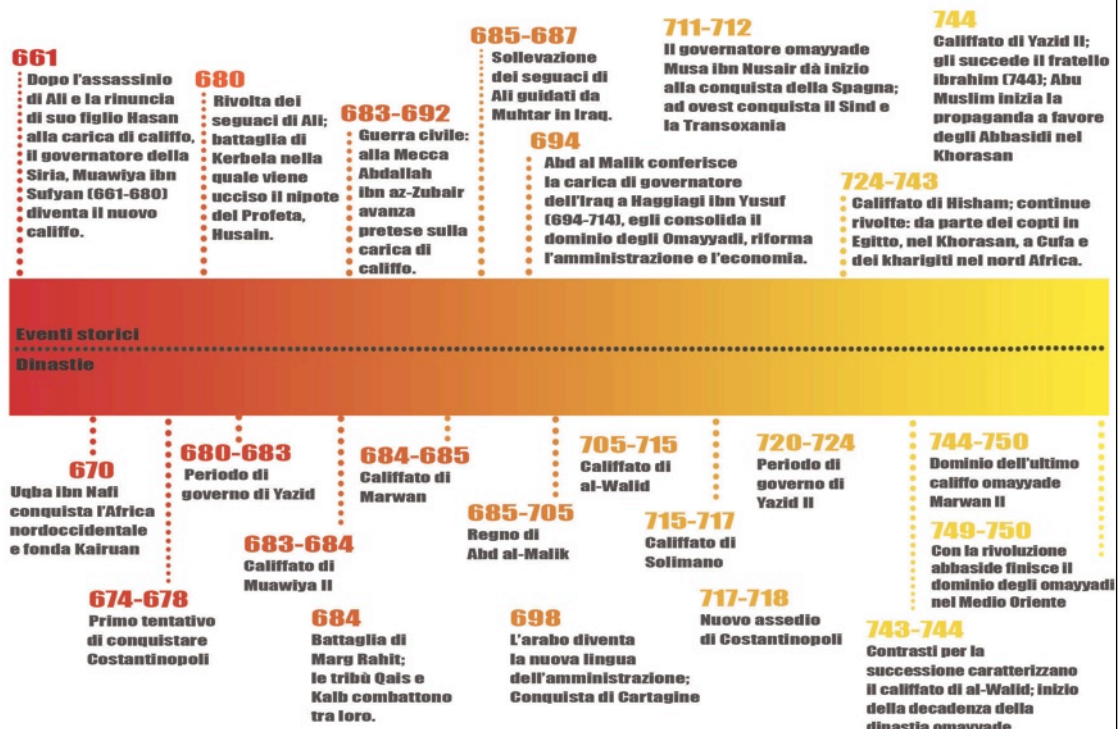 661
Dopo l'assassinio
di Ali e la rinuncia
di suo figlio Hasan
alla carica di califfo,
il governatore della
Siria, Muawiya ibn
Sufyan (661-680)
diventa il nuovo
califfo.
680
Rivolta dei
seguaci di Ali;
battaglia di
Kerbela nella
quale viene
ucciso il nipote
del Profeta,
Husain.
683-692
Guerra civile:
alla Mecca
Abdallah
ibn az-Zubair
avanza
pretese sulla
carica di
califfo.
685-687
Sollevazione
dei seguaci di
Ali guidati da
Muhtar in Iraq.
694
Abd al Malik conferisce
la carica di governatore
dell'Iraq a Haggiagi ibn Yusuf
(694-714), egli consolida il
dominio degli Omayyadi, riforma
l'amministrazione e l'economia.
711-712
Il governatore omayyade
Musa ibn Nusair dà inizio
alla conquista della Spagna;
ad ovest conquista il Sind e
la Transoxania
724-743
Califfato di Hisham; continue
rivolte: da parte dei copti in
Egitto, nel Khorasan, a Cufa e
dei kharigiti nel nord Africa.
744
Califfato di Yazid II;
gli succede il fratello
ibrahim (744); Abu
Muslim inizia la
propaganda a favore
degli Abbasidi nel
Khorasan
Eventi storici
Dinastie
670
Uqba ibn Nafi
conquista l'Africa
nordoccidentale
e fonda Kairuan
674-678
Primo tentativo
di conquistare
Costantinopoli
680-683
Periodo di
governo di Yazid
683-684
Califfato di
Muawiya II
684
Battaglia di
Marg Rahit;
le tribù Qais e
Kalb combattono
tra loro.
684-685
Califfato di
Marwan
685-705
Regno di
Abd al-Malik
698
L'arabo diventa
la nuova lingua
dell'amministrazione;
Conquista di Cartagine
705-715
Califfato di
al-Walid
715-717
Califfato di
Solimano
717-718
Nuovo assedio
di Costantinopoli
720-724
Periodo di
governo di
Yazid II
743-744
Contrasti per la
successione caratterizzano
il califfato di al-Walid; inizio
della decadenza della
dinastia omayyade
744-750
Dominio dell'ultimo
califfo omayyade
Marwan II
749-750
Con la rivoluzione
abbaside finisce il
dominio degli omayyadi
nel Medio Oriente